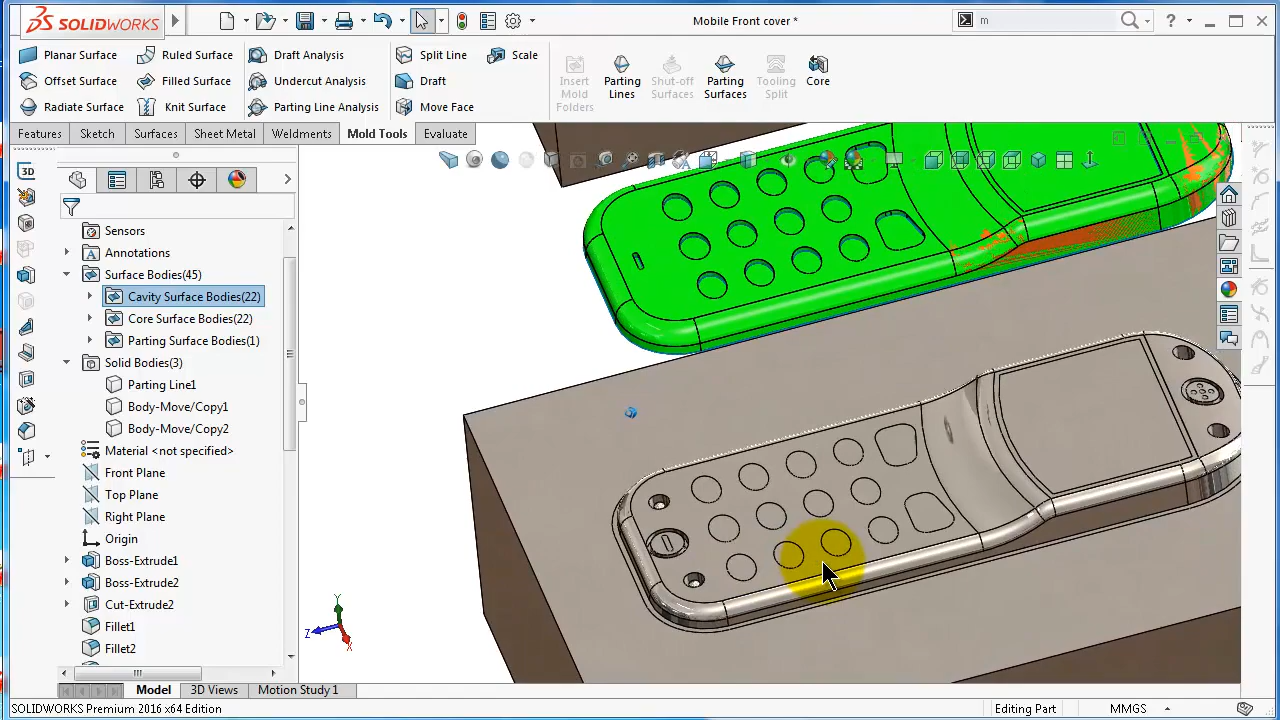 SOLIDWORKS
Mobile Front cover *
m
Planar Surface
Ruled Surface
Draft Analysis
Split Line
Scale
Offset Surface
Filled Surface
Undercut Analysis
Draft
Radiate Surface
Knit Surface
Parting Line Analysis
Move Face
Insert
Mold
Folders
Parting
Lines
Shut-off
Surfaces
Parting
Surfaces
Tooling
Split
Core
Features
Sketch
Surfaces
Sheet Metal
Weldments
Mold Tools
Evaluate
Sensors
Annotations
Surface Bodies(45)
Cavity Surface Bodies(22)
Core Surface Bodies(22)
Parting Surface Bodies(1)
Solid Bodies(3)
Parting Line1
Body-Move/Copy1
Body-Move/Copy2
Material <not specified>
Front Plane
Top Plane
Right Plane
Origin
Boss-Extrude1
Boss-Extrude2
Cut-Extrude2
Fillet1
Fillet2
Y
Z
X
Model
3D Views
Motion Study 1
SOLIDWORKS Premium 2016 x64 Edition
Editing Part
MMGS